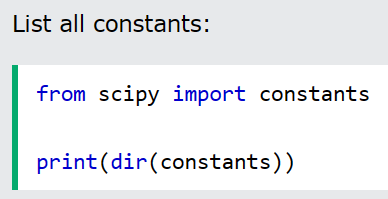 List all constants:
from scipy import constants
print(dir(constants))